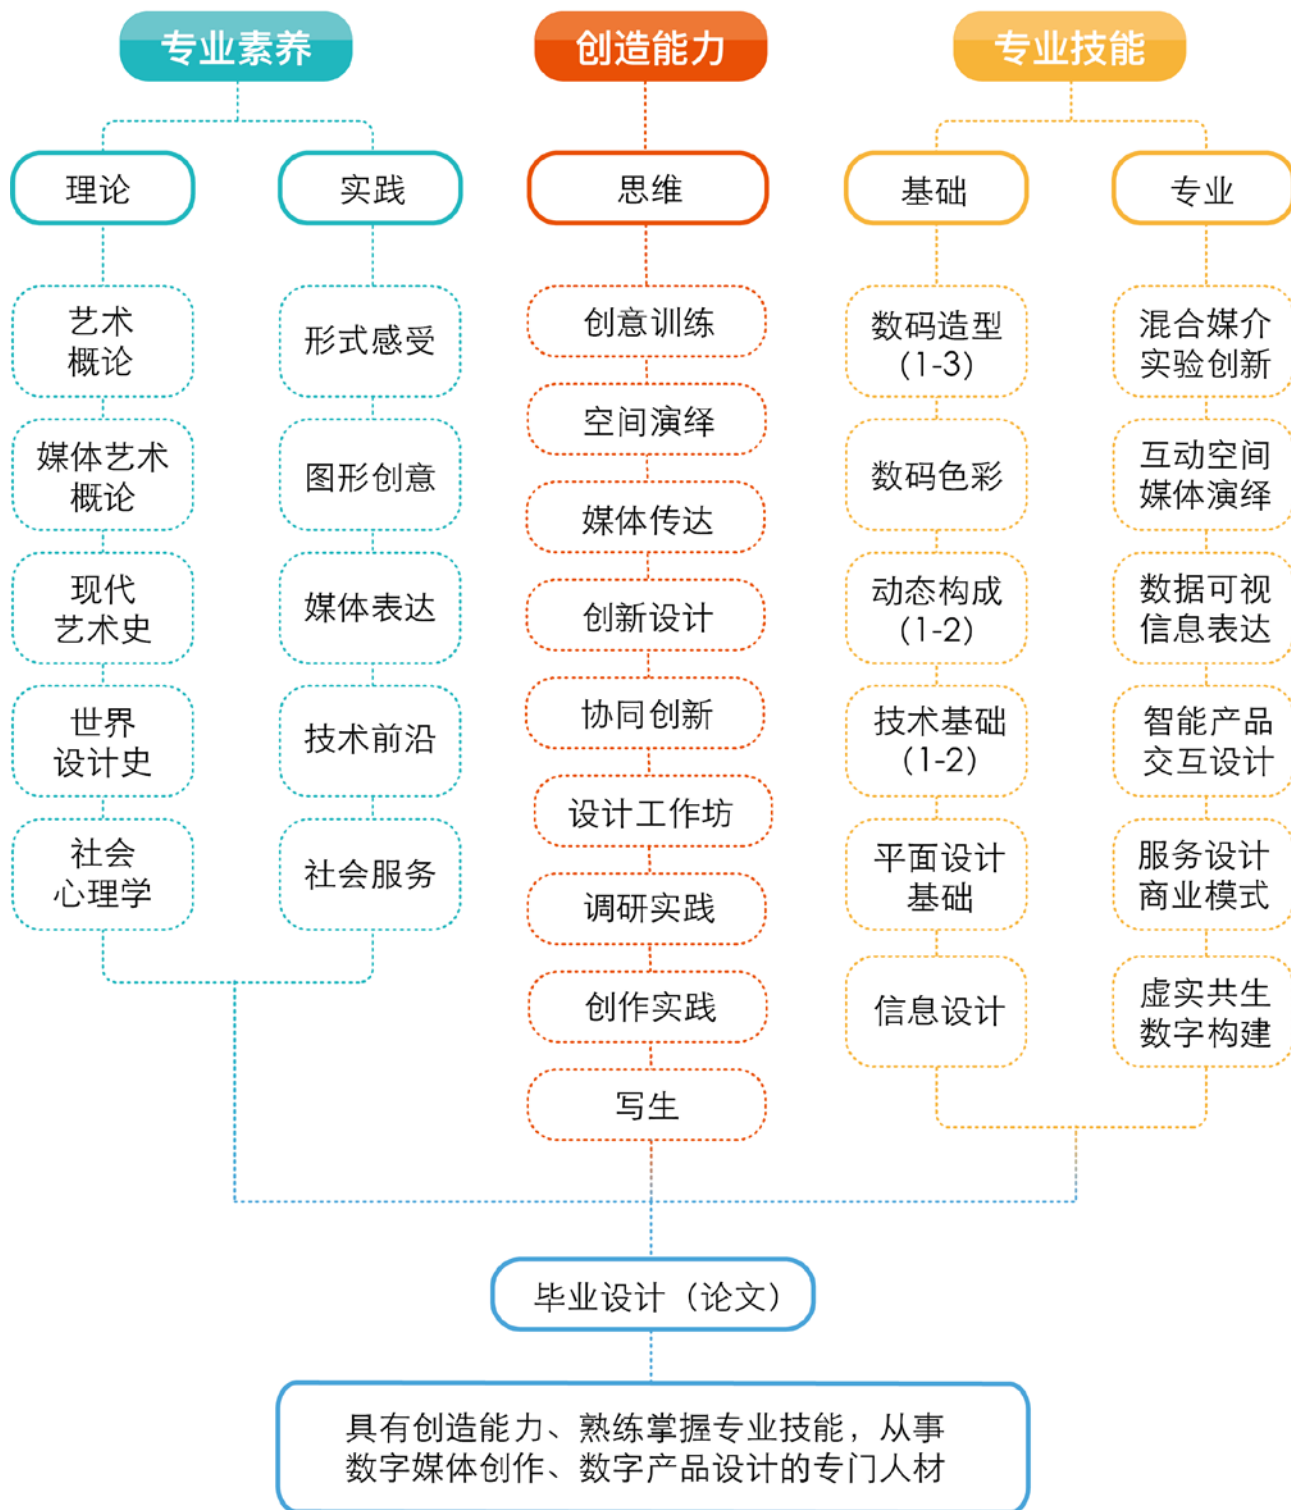 专业素养
创造能力
专业技能
理论
实践
思维
基础
专业
艺术
概论
媒体艺术
概论
现代
艺术史
世界
设计史
社会
心理学
形式感受
图形创意
媒体表达
技术前沿
社会服务
创意训练
空间演绎
媒体传达
创新设计
协同创新
设计工作坊
调研实践
创作实践
写生
数码造型
(1-3)
数码色彩
动态构成
(1-2)
技术基础
(1-2)
平面设计
基础
信息设计
混合媒介
实验创新
互动空间
媒体演绎
数据可视
信息表达
智能产品
交互设计
服务设计
商业模式
虚实共生
数字构建
毕业设计（论文）
具有创造能力、熟练掌握专业技能，从事
数字媒体创作、数字产品设计的专门人材